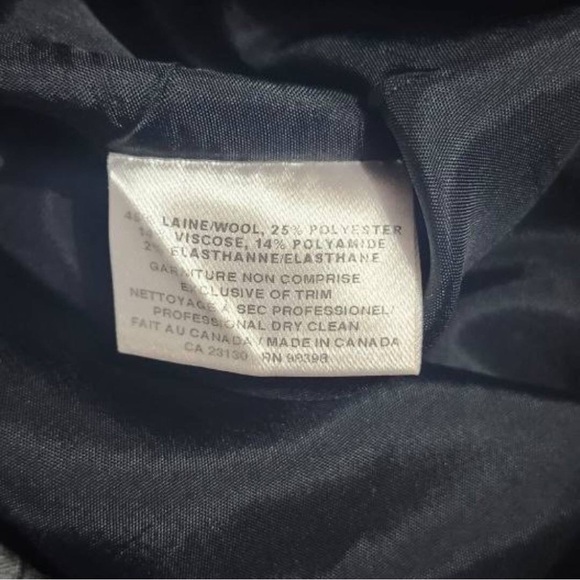 LAINE/WOOL, 25% POLYESTER
VISCOSE, 14% POLYAMIDE
ELASTHANNE/ELASTHANE
GARNITURE NON COMPRISE
EXCLUSIVE OF TRIM
NETTOYAGE A SEC PROFESSIONEL/
PROFESSIONAL DRY CLEAN
FAIT AU CANADA / MADE IN CANADA
CA 23130 RN